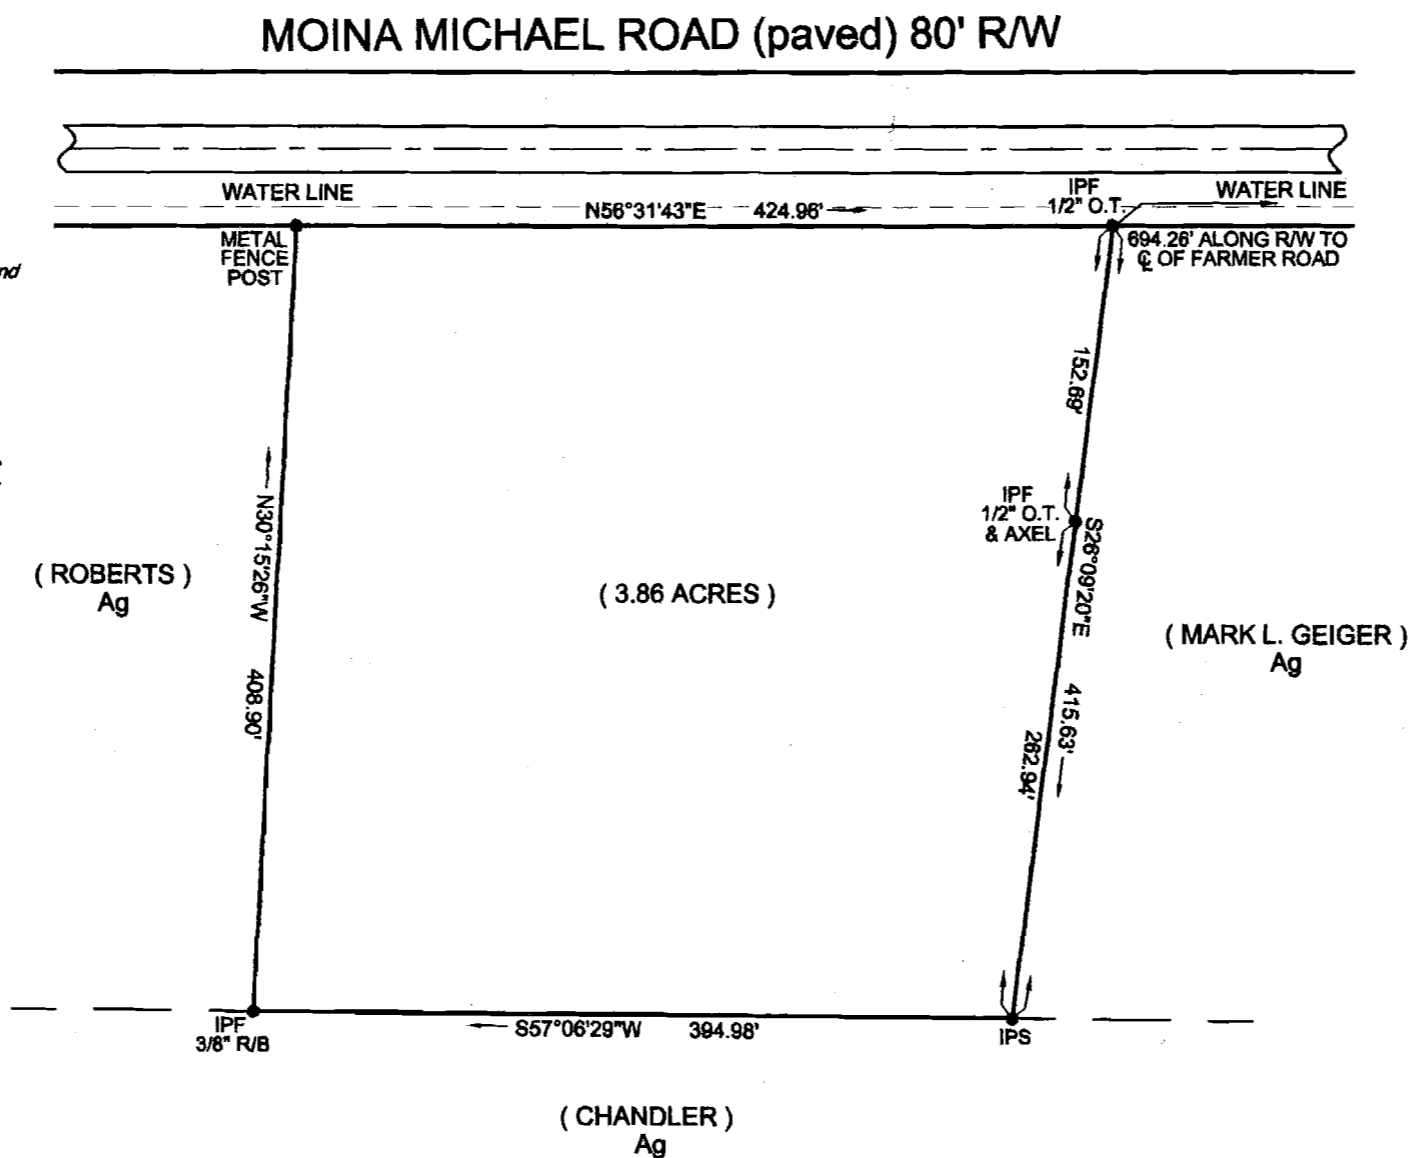 MOINA MICHAEL ROAD (paved) 80' R/W
WATER LINE
N56°31'43"E 424.96'
IPF
1/2" O.T.
WATER LINE
METAL
FENCE
POST
694.26' ALONG R/W TO
℄ OF FARMER ROAD
nd
152.69'
N30°15'26"W 408.90'
IPF
1/2" O.T.
& AXEL
S26°09'20"E 415.63'
262.94'
( ROBERTS )
Ag
( 3.86 ACRES )
( MARK L. GEIGER )
Ag
IPF
3/8" R/B
S57°06'29"W 394.98'
IPS
( CHANDLER )
Ag